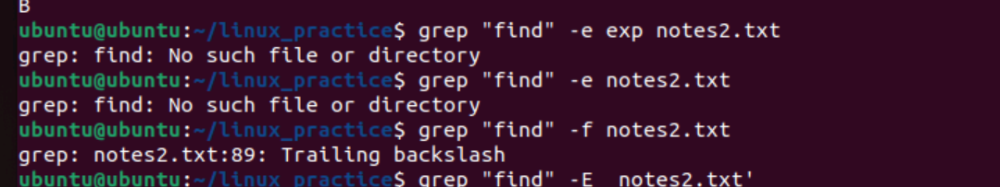 B
ubuntu@ubuntu:~/linux_practice$ grep "find" -e exp notes2.txt
grep: find: No such file or directory
ubuntu@ubuntu:~/linux_practice$ grep "find" -e notes2.txt
grep: find: No such file or directory
ubuntu@ubuntu:~/linux_practice$ grep "find" -f notes2.txt
grep: notes2.txt:89: Trailing backslash
ubuntu@ubuntu:~/linux_practice$ grep "find" -E  notes2.txt'